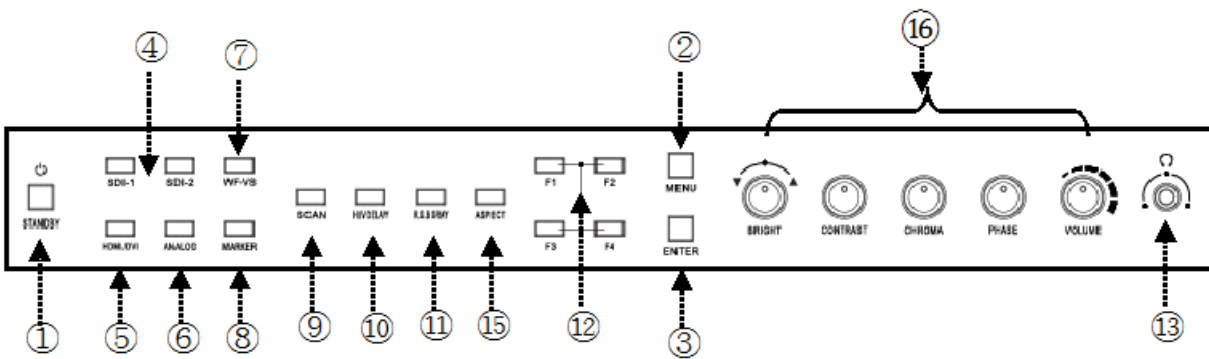 ④ ⑦ ② ⑯
SDI-1 SDI-2 WF-VS F1 F2 MENU
STANDBY SCAN H/V DELAY R.G.B GRAY ASPECT
HDMI/DVI ANALOG MARKER F3 F4 ENTER
BRIGHT CONTRAST CHROMA PHASE VOLUME
① ⑤ ⑥ ⑧ ⑨ ⑩ ⑪ ⑮ ⑫ ③ ⑬